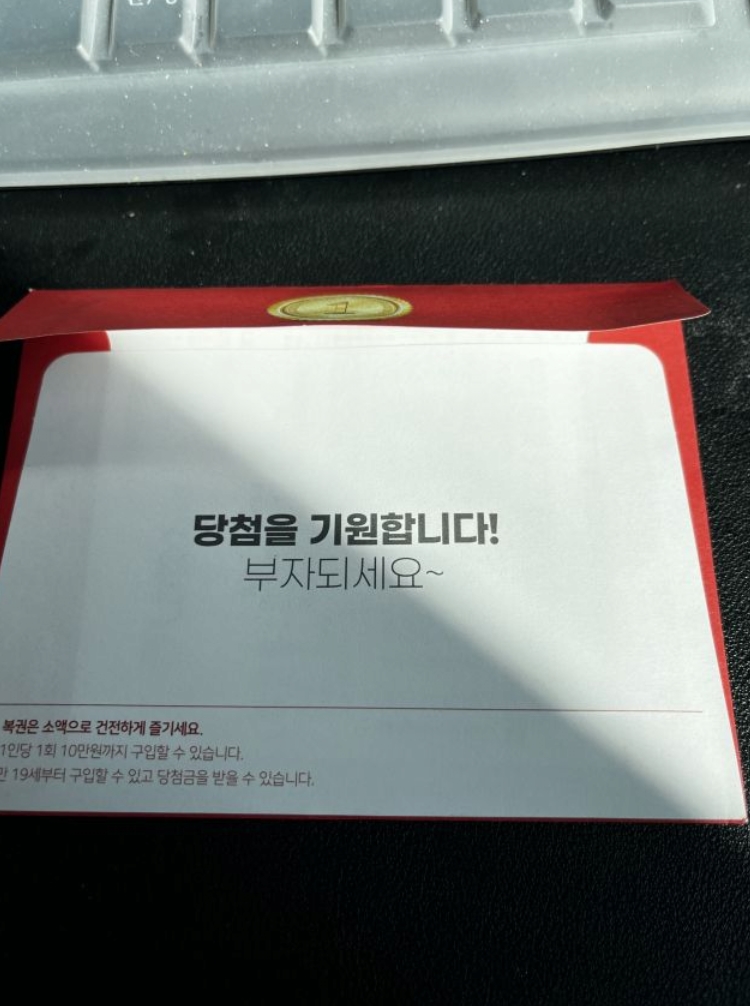 당첨을 기원합니다!
부자되세요~
복권은 소액으로 건전하게 즐기세요.
1인당 1회 10만원까지 구입할 수 있습니다.
만 19세부터 구입할 수 있고 당첨금을 받을 수 있습니다.